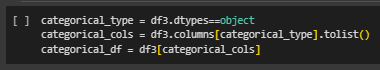 [ ] categorical_type = df3.dtypes==object
categorical_cols = df3.columns[categorical_type].tolist()
categorical_df = df3[categorical_cols]